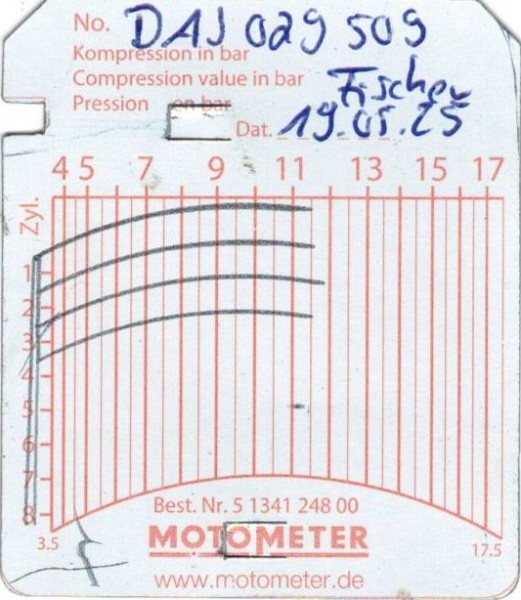 No. DAJ 029 509
Kompression in bar
Compression value in bar
Fischer
Pression en bar
Dat. 19.05.25
4 5 7 9 11 13 15 17
Zyl.
1
2
3
4
5
6
7
8
3.5
17.5
Best. Nr. 5 1341 248 00
MOTOMETER
www.motometer.de